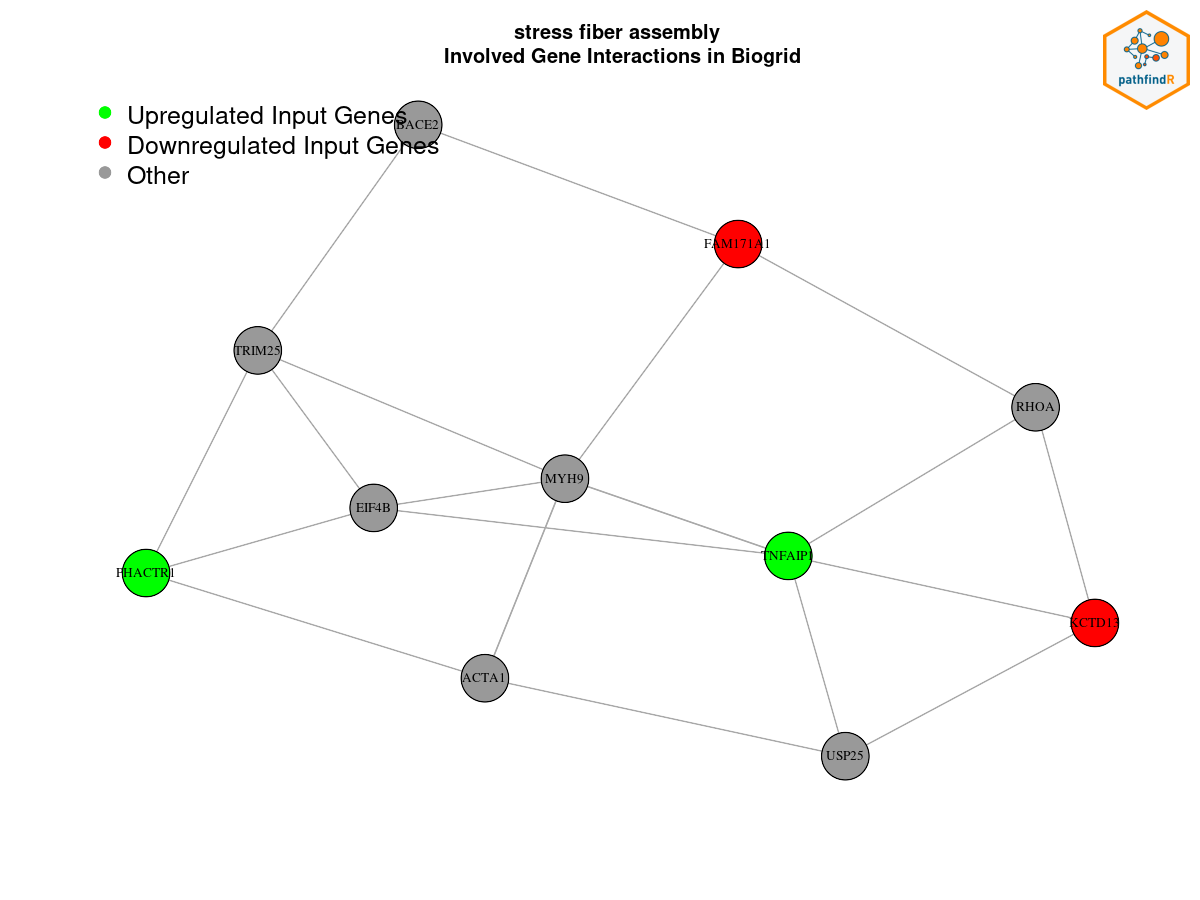 stress fiber assembly
Involved Gene Interactions in Biogrid
pathfindR
Upregulated Input Genes
Downregulated Input Genes
Other
BACE2
FAM171A1
TRIM25
RHOA
MYH9
EIF4B
TNFAIP1
PHACTR1
KCTD13
ACTA1
USP25